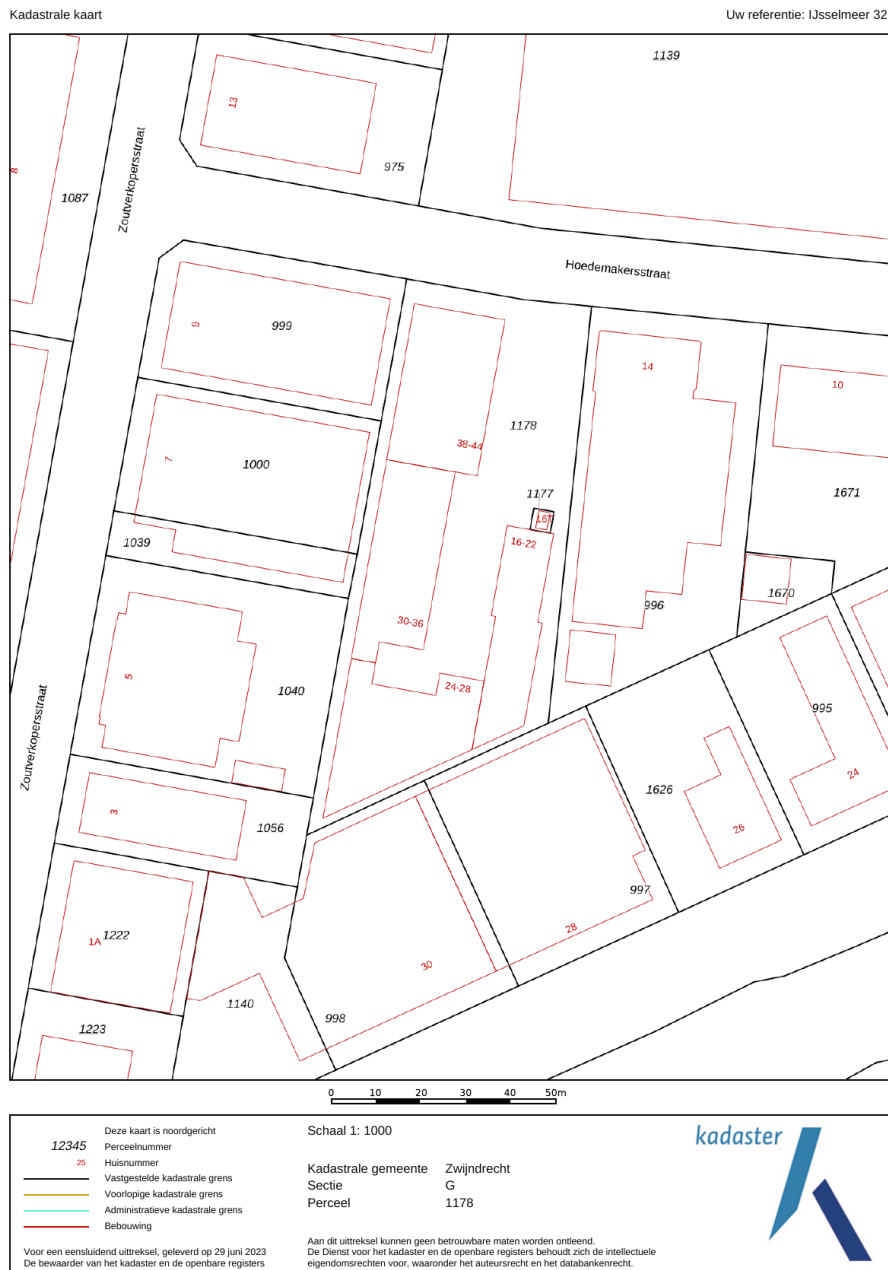 Kadastrale kaart
Uw referentie: IJsselmeer 32
1139
13
975
8
1087
Zoutverkopersstraat
Hoedemakersstraat
9
999
14
10
38-44
1178
7
1000
1177
1671
16T
16-22
1039
1670
996
30-36
5
1040
24-28
995
Zoutverkopersstraat
24
1626
3
1056
26
997
1222
1A
28
30
1140
998
1223
0 10 20 30 40 50m
Deze kaart is noordgericht
12345 Perceelnummer
25 Huisnummer
Vastgestelde kadastrale grens
Voorlopige kadastrale grens
Administratieve kadastrale grens
Bebouwing
Voor een eensluidend uittreksel, geleverd op 29 juni 2023
De bewaarder van het kadaster en de openbare registers
Schaal 1: 1000
Kadastrale gemeente Zwijndrecht
Sectie G
Perceel 1178
Aan dit uittreksel kunnen geen betrouwbare maten worden ontleend.
De Dienst voor het kadaster en de openbare registers behoudt zich de intellectuele
eigendomsrechten voor, waaronder het auteursrecht en het databankenrecht.
kadaster